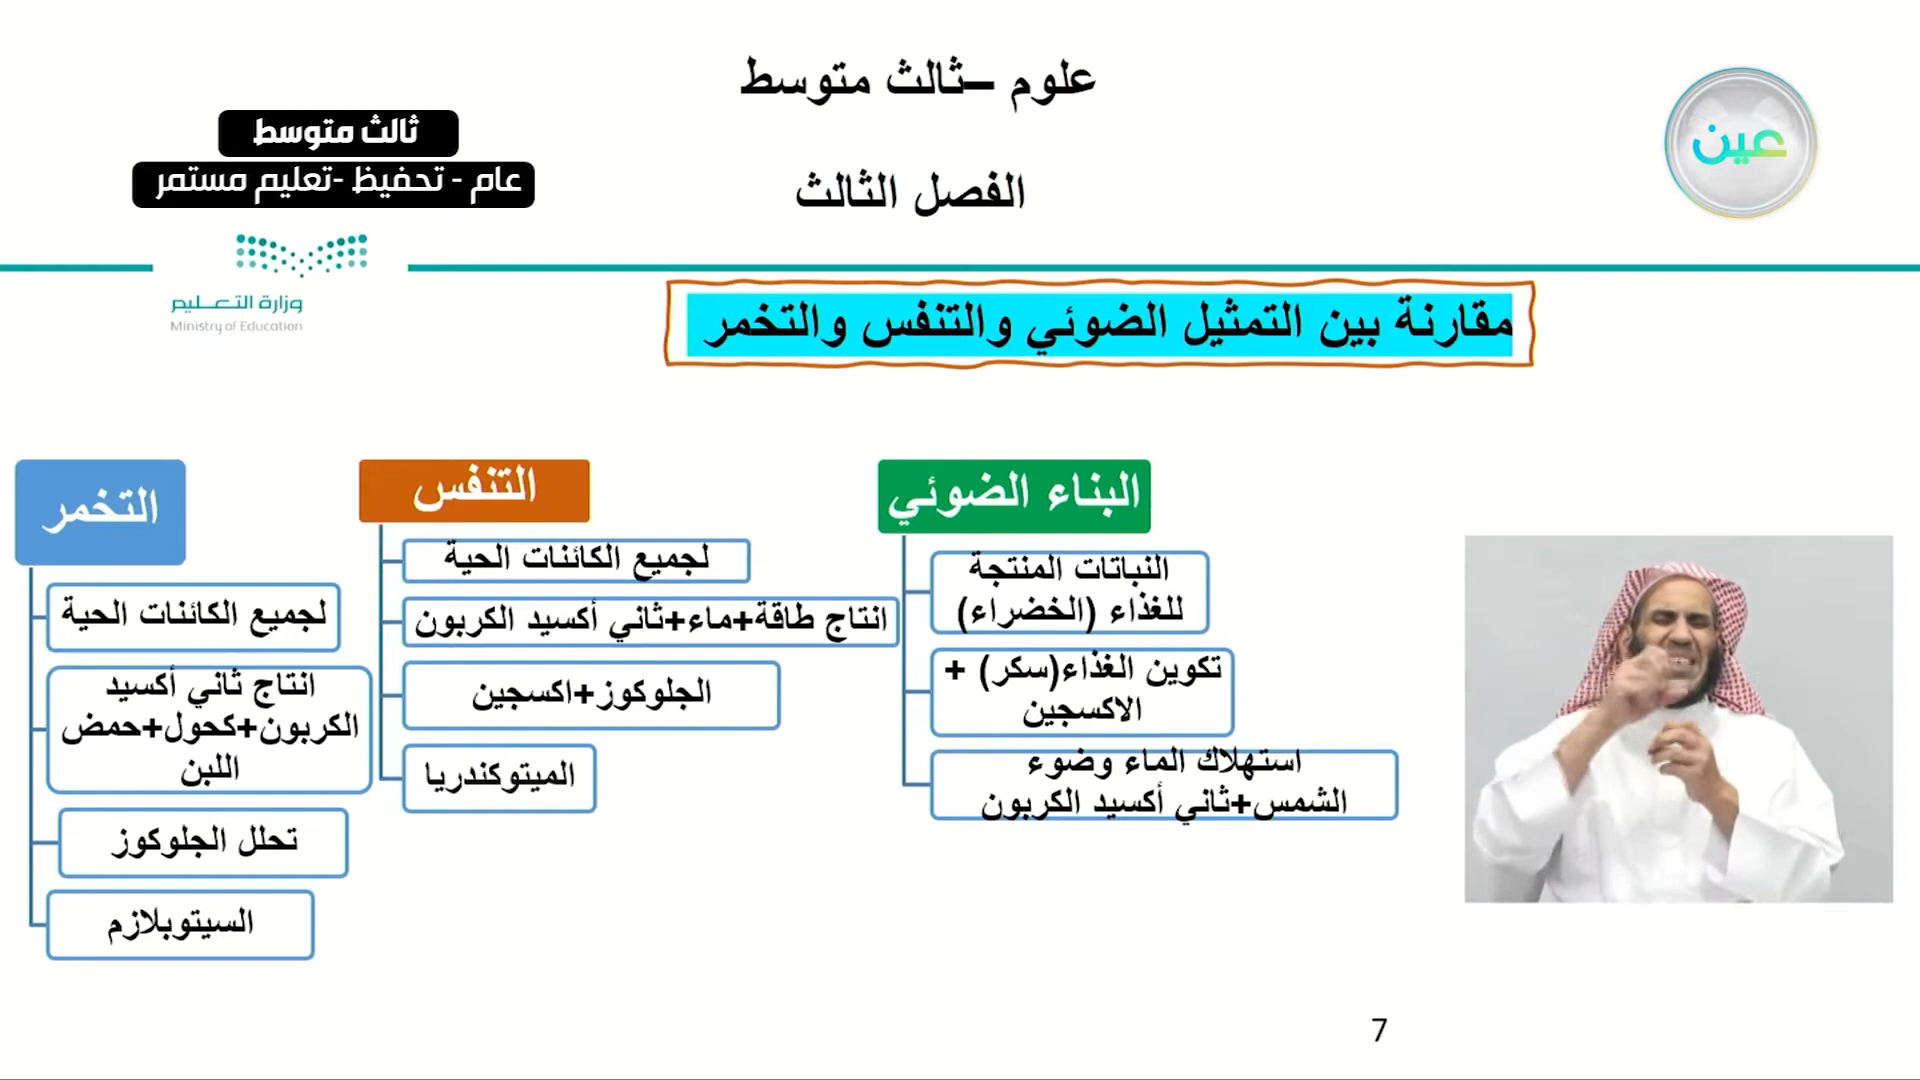 علوم –ثالث متوسط
الفصل الثالث
عين
ثالث متوسط
عام - تحفيظ -تعليم مستمر
وزارة التعليم
Ministry of Education
مقارنة بين التمثيل الضوئي والتنفس والتخمر
البناء الضوئي
النباتات المنتجة
للغذاء (الخضراء)
تكوين الغذاء(سكر) +
الاكسجين
استهلاك الماء وضوء
الشمس+ثاني أكسيد الكربون
التنفس
لجميع الكائنات الحية
انتاج طاقة+ماء+ثاني أكسيد الكربون
الجلوكوز+اكسجين
الميتوكندريا
التخمر
لجميع الكائنات الحية
انتاج ثاني أكسيد
الكربون+كحول+حمض
اللبن
تحلل الجلوكوز
السيتوبلازم
7